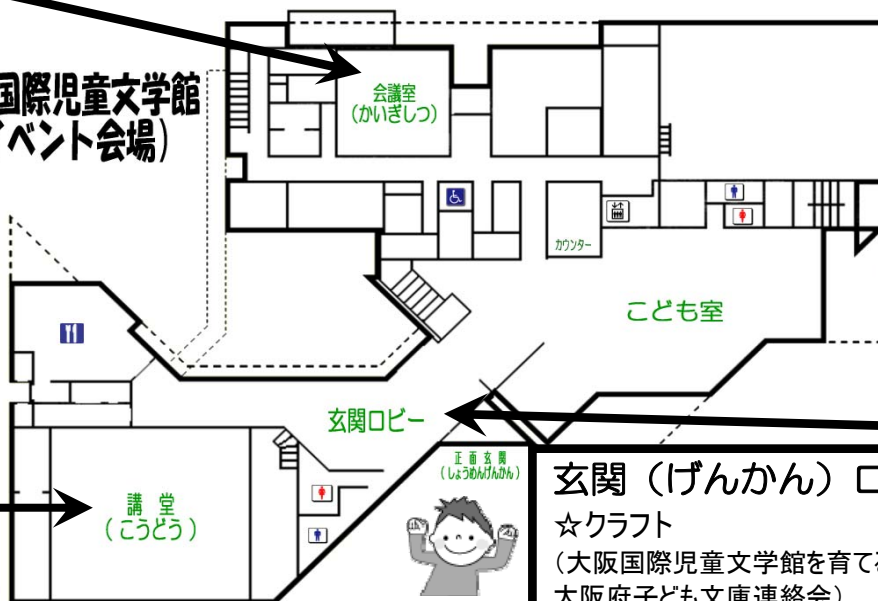 国際児童文学館
ベント会場）
会議室
（かいぎしつ）
カウンター
こども室
玄関ロビー
正面玄関
（しょうめんげんかん）
講堂
（こうどう）
玄関（げんかん）ロ
☆クラフト
（大阪国際児童文学館を育て
大阪府子ども文庫連絡会）